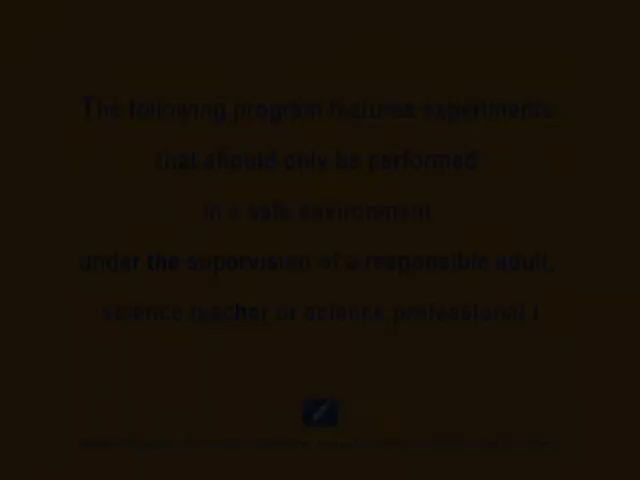 The following program features experiments
that should only be performed
in a safe environment
under the supervision of a responsible adult,
science teacher or science professional !